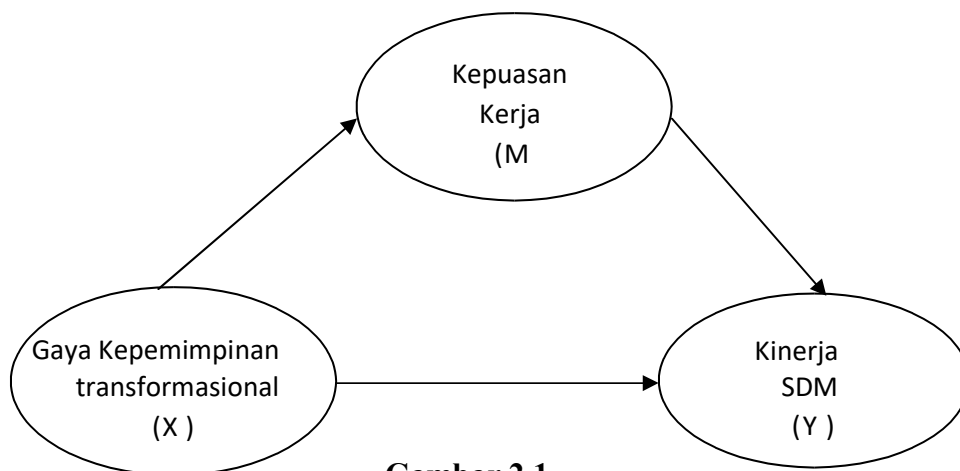 Kepuasan
Kerja
(M
Gaya Kepemimpinan
transformasional
(X )
Kinerja
SDM
(Y )
Gambar 2.1